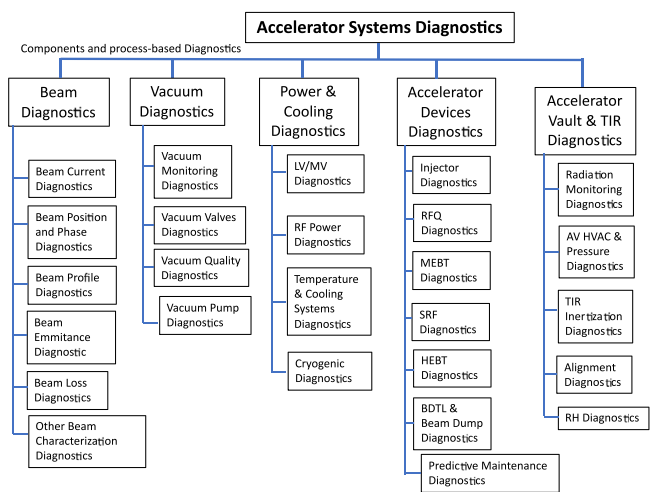 Accelerator Systems Diagnostics
Components and process-based Diagnostics
Beam
Diagnostics
Beam Current
Diagnostics
Beam Position
and Phase
Diagnostics
Beam Profile
Diagnostics
Beam
Emmitance
Diagnostic
Beam Loss
Diagnostics
Other Beam
Characterization
Diagnostics
Vacuum
Diagnostics
Vacuum
Monitoring
Diagnostics
Vacuum Valves
Diagnostics
Vacuum Quality
Diagnostics
Vacuum Pump
Diagnostics
Power &
Cooling
Diagnostics
LV/MV
Diagnostics
RF Power
Diagnostics
Temperature
& Cooling
Systems
Diagnostics
Cryogenic
Diagnostics
Accelerator
Devices
Diagnostics
Injector
Diagnostics
RFQ
Diagnostics
MEBT
Diagnostics
SRF
Diagnostics
HEBT
Diagnostics
BDTL &
Beam Dump
Diagnostics
Predictive Maintenance
Diagnostics
Accelerator
Vault & TIR
Diagnostics
Radiation
Monitoring
Diagnostics
AV HVAC &
Pressure
Diagnostics
TIR
Inertization
Diagnostics
Alignment
Diagnostics
RH Diagnostics